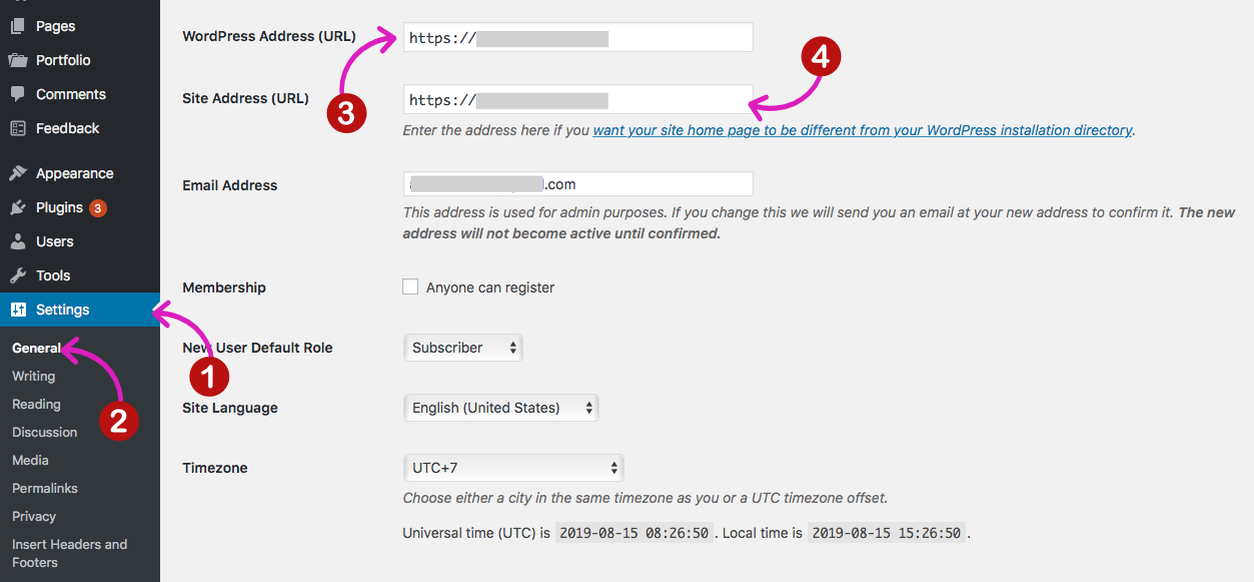 Pages
Portfolio
Comments
Feedback
Appearance
Plugins 3
Users
Tools
Settings
General
Writing
Reading
Discussion
Media
Permalinks
Privacy
Insert Headers and
Footers
WordPress Address (URL) https://
3
4
Site Address (URL) https://
Enter the address here if you want your site home page to be different from your WordPress installation directory.
Email Address .com
This address is used for admin purposes. If you change this we will send you an email at your new address to confirm it. The new
address will not become active until confirmed.
Membership Anyone can register
New User Default Role Subscriber
1
2
Site Language English (United States)
Timezone UTC+7
Choose either a city in the same timezone as you or a UTC timezone offset.
Universal time (UTC) is 2019-08-15 08:26:50 . Local time is 2019-08-15 15:26:50 .